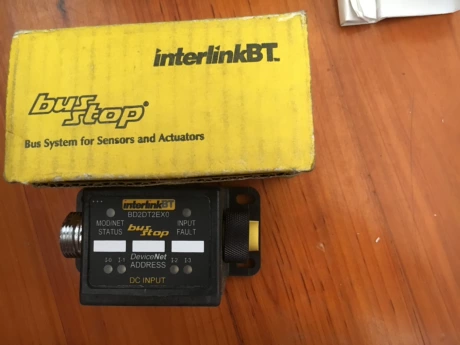 interlinkBT™
bus stop®
Bus System for Sensors and Actuators
interlinkBT
BD2DT2EX0
MOD/NET STATUS
INPUT FAULT
bus stop
DeviceNet
ADDRESS
DC INPUT